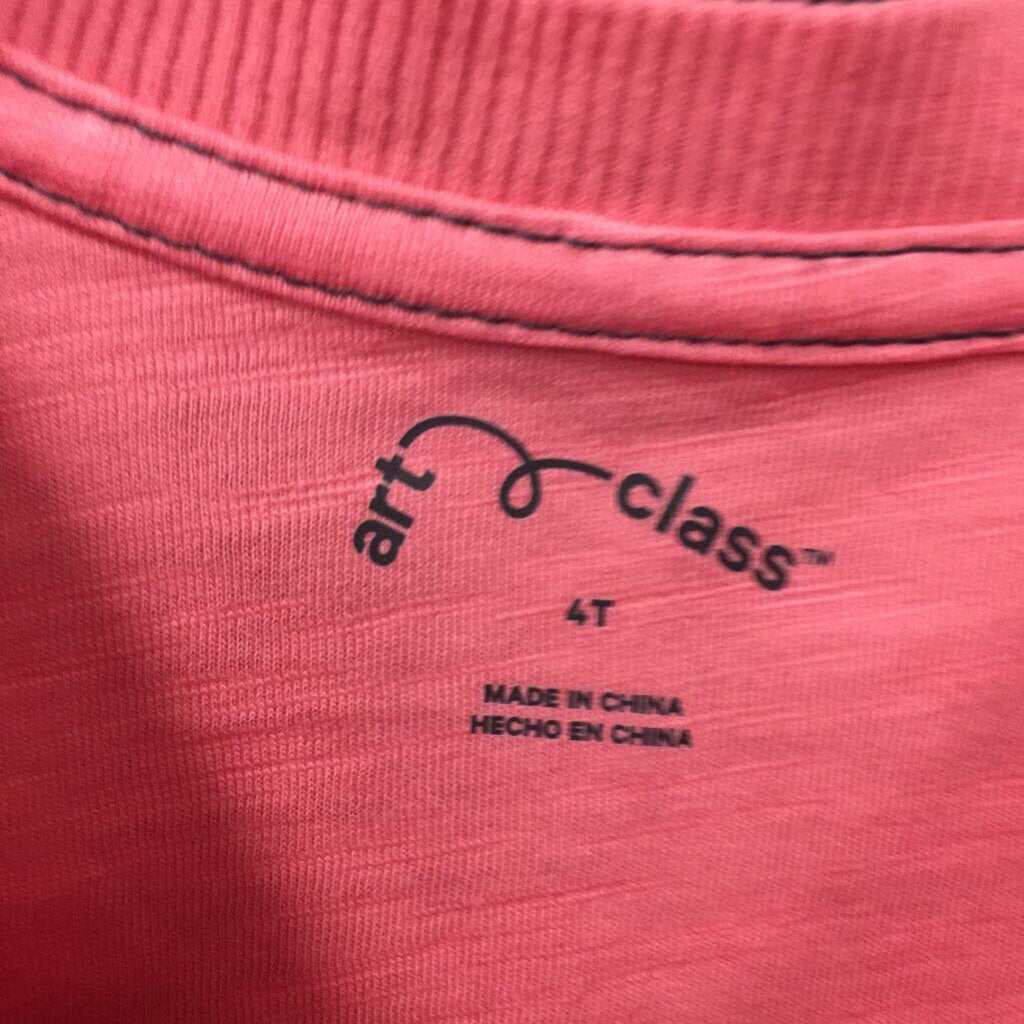 art class™
4T
MADE IN CHINA
HECHO EN CHINA